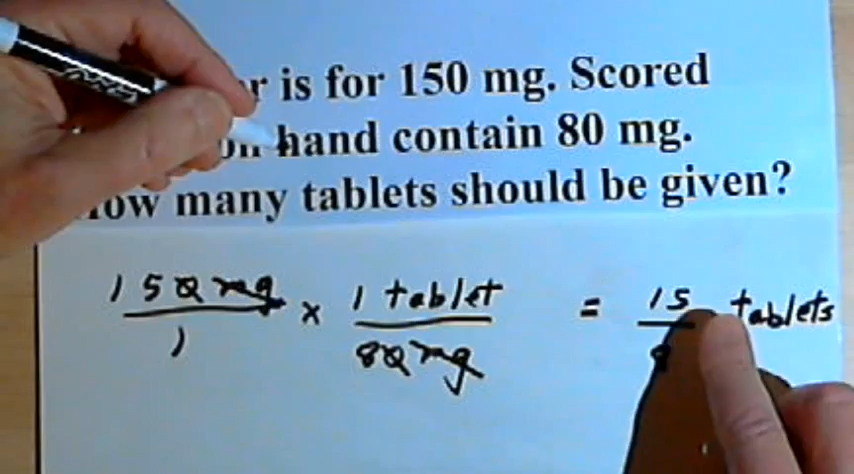 is for 150 mg. Scored
hand contain 80 mg.
many tablets should be given?
150 mg × 1 tablet = 15 tablets
1 80 mg 8